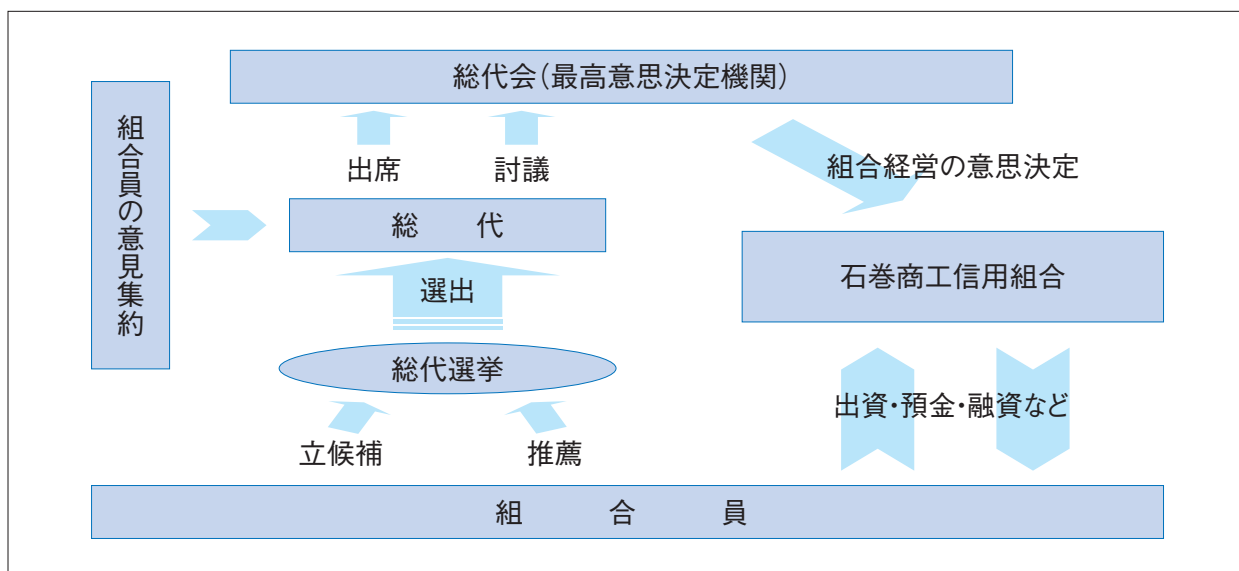 総代会(最高意思決定機関)
組合員の意見集約
出席
討議
組合経営の意思決定
総代
石巻商工信用組合
選出
総代選挙
出資・預金・融資など
立候補
推薦
組合員